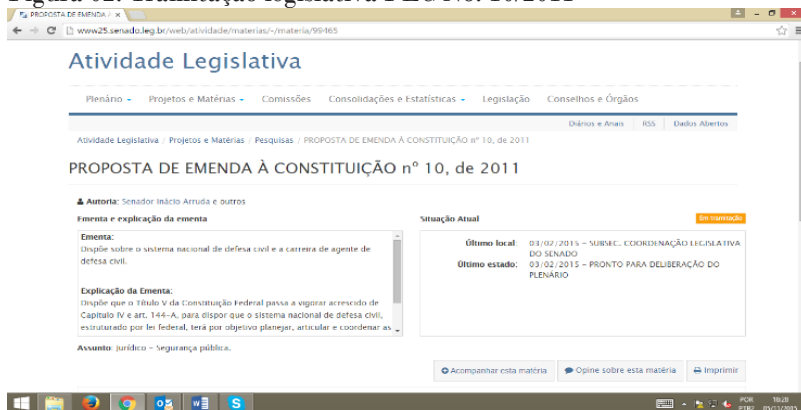 PROPOSTA DE EMENDA
www25.senado.leg.br/web/atividade/materias/-/materia/99465
Atividade Legislativa
Plenário Projetos e Matérias Comissões Consolidações e Estatísticas Legislação Conselhos e Órgãos
Diários e Anais RSS Dados Abertos
Atividade Legislativa / Projetos e Matérias / Pesquisas / PROPOSTA DE EMENDA À CONSTITUIÇÃO nº 10, de 2011
PROPOSTA DE EMENDA À CONSTITUIÇÃO nº 10, de 2011
Autoria: Senador Inácio Arruda e outros
Ementa e explicação da ementa
Ementa:
Dispõe sobre o sistema nacional de defesa civil e a carreira de agente de
defesa civil.
Explicação da Ementa:
Dispõe que o Título V da Constituição Federal passa a vigorar acrescido de
Capítulo IV e art. 144-A, para dispor que o sistema nacional de defesa civil,
estruturado por lei federal, terá por objetivo planejar, articular e coordenar as
Assunto: Jurídico - Segurança pública.
Situação Atual
Em tramitação
Último local: 03/02/2015 - SUBSEC. COORDENAÇÃO LEGISLATIVA
DO SENADO
Último estado: 03/02/2015 - PRONTO PARA DELIBERAÇÃO DO
PLENÁRIO
Acompanhar esta matéria Opine sobre esta matéria Imprimir
POR 16:28
PTB2 05/11/2015